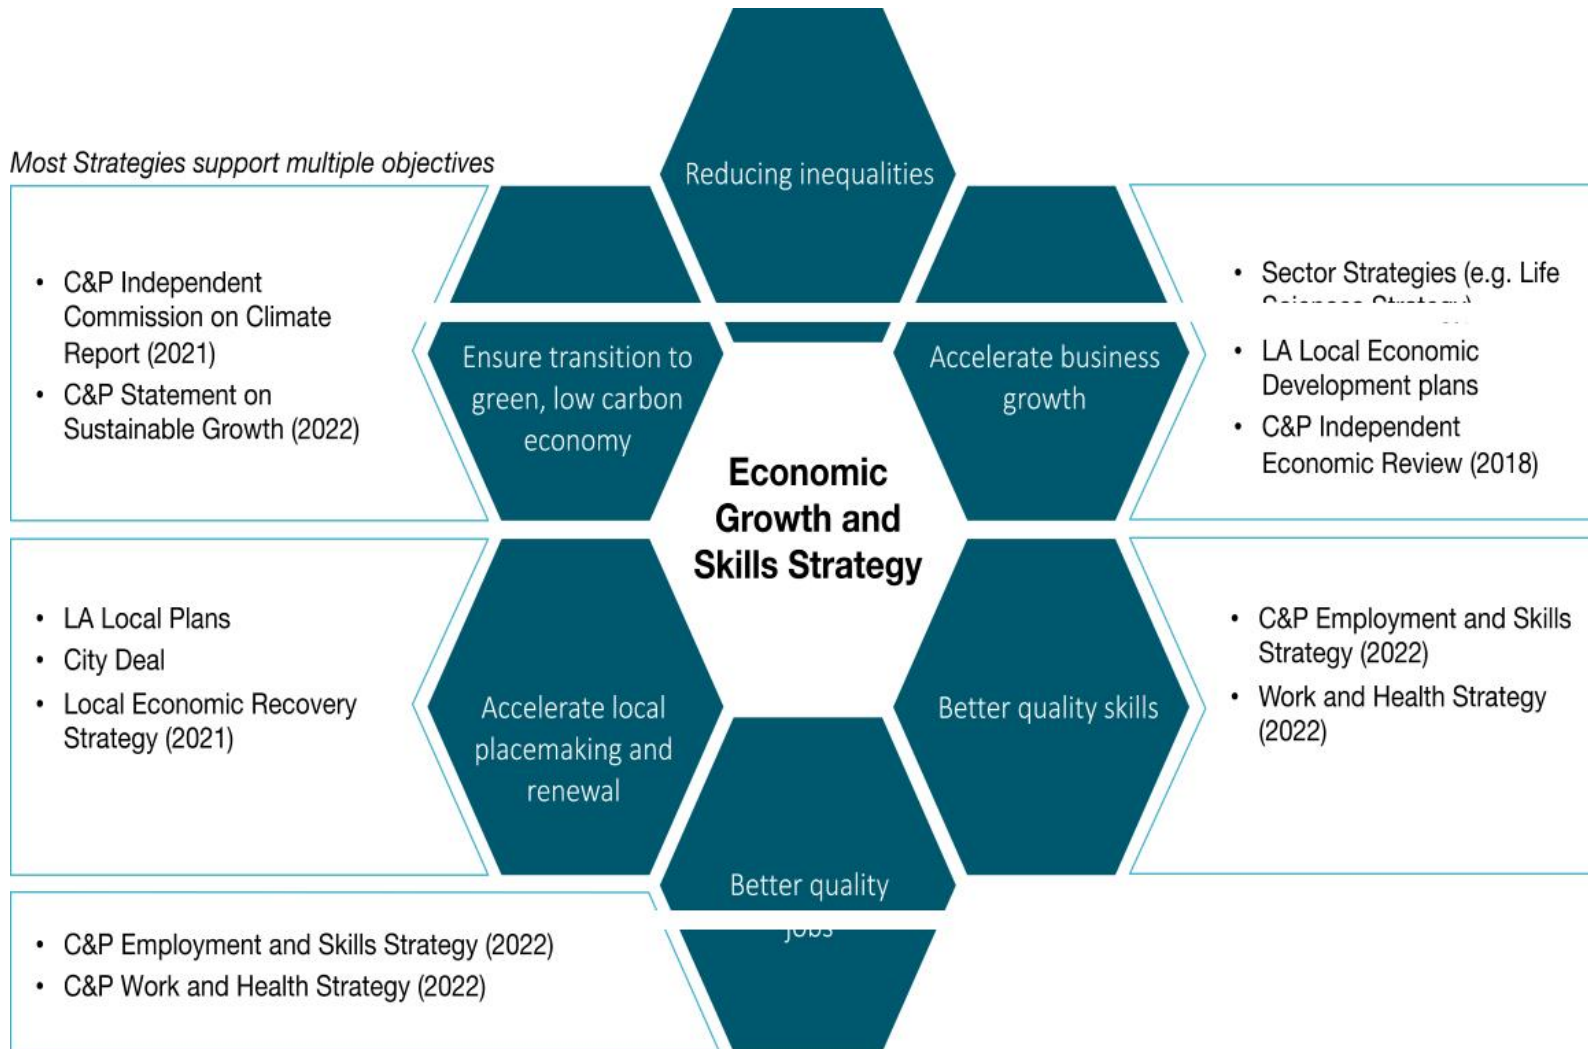 Most Strategies support multiple objectives
Reducing inequalities
• C&P Independent
Commission on Climate
Report (2021)
• C&P Statement on
Sustainable Growth (2022)
Ensure transition to
green, low carbon
economy
Accelerate business
growth
• Sector Strategies (e.g. Life
Sciences Strategy)
• LA Local Economic
Development plans
• C&P Independent
Economic Review (2018)
Economic
Growth and
Skills Strategy
• LA Local Plans
• City Deal
• Local Economic Recovery
Strategy (2021)
Accelerate local
placemaking and
renewal
Better quality skills
• C&P Employment and Skills
Strategy (2022)
• Work and Health Strategy
(2022)
Better quality
jobs
• C&P Employment and Skills Strategy (2022)
• C&P Work and Health Strategy (2022)